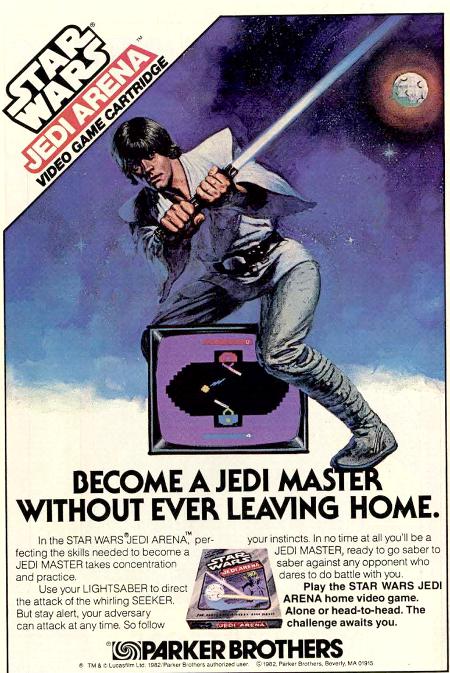 STAR
WARS™
JEDI ARENA
VIDEO GAME CARTRIDGE
BECOME A JEDI MASTER
WITHOUT EVER LEAVING HOME.
In the STAR WARS® JEDI ARENA,™ per-
fecting the skills needed to become a
JEDI MASTER takes concentration
and practice.
Use your LIGHTSABER to direct
the attack of the whirling SEEKER.
But stay alert, your adversary
can attack at any time. So follow
your instincts. In no time at all you'll be a
JEDI MASTER, ready to go saber to
saber against any opponent who
dares to do battle with you.
Play the STAR WARS JEDI
ARENA home video game.
Alone or head-to-head. The
challenge awaits you.
STAR
WARS
JEDI ARENA
JEDI ARENA
PARKER BROTHERS
® TM & © Lucasfilm Ltd. 1982/Parker Brothers authorized user. © 1982, Parker Brothers, Beverly, MA 01915